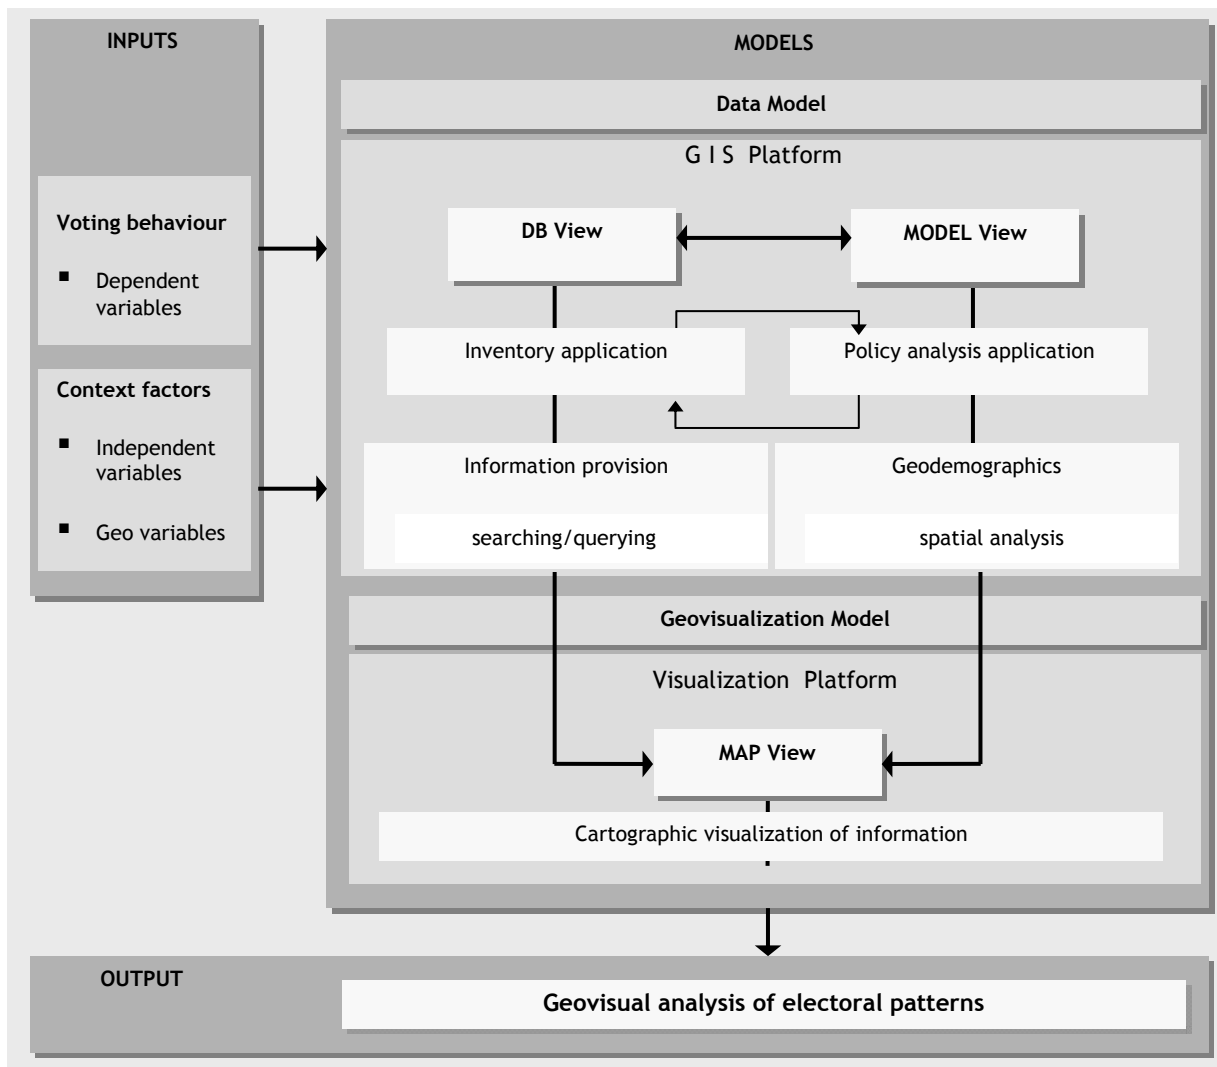 INPUTS
Voting behaviour
▪ Dependent
variables
Context factors
▪ Independent
variables
▪ Geo variables
MODELS
Data Model
G I S Platform
DB View
MODEL View
Inventory application
Policy analysis application
Information provision
Geodemographics
searching/querying
spatial analysis
Geovisualization Model
Visualization Platform
MAP View
Cartographic visualization of information
OUTPUT
Geovisual analysis of electoral patterns